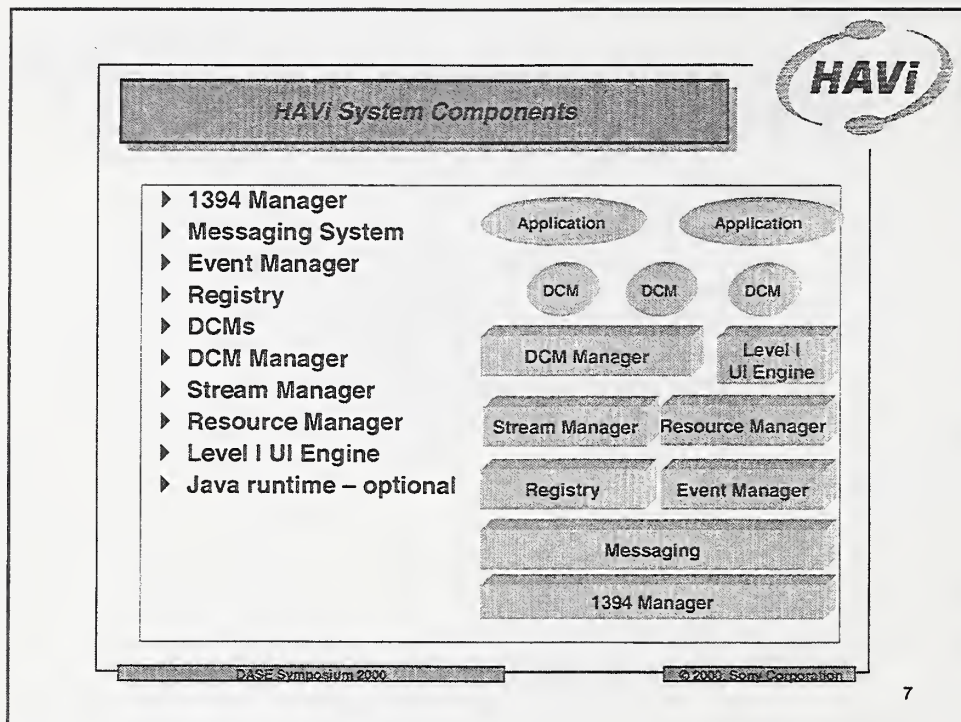 HAVi
HAVi System Components
1394 Manager
Messaging System
Event Manager
Registry
DCMs
DCM Manager
Stream Manager
Resource Manager
Level I UI Engine
Java runtime – optional
Application Application
DCM DCM DCM
DCM Manager
Level I
UI Engine
Stream Manager Resource Manager
Registry Event Manager
Messaging
1394 Manager
DASE Symposium 2000
© 2000, Sony Corporation
7